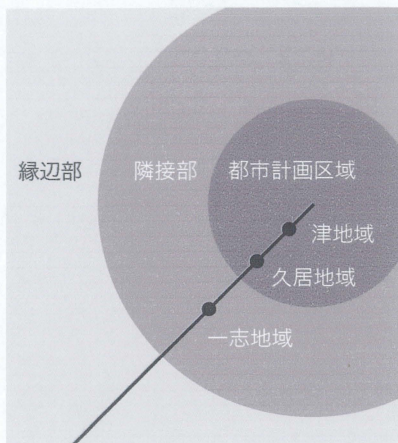 縁辺部
隣接部
都市計画区域
津地域
久居地域
一志地域